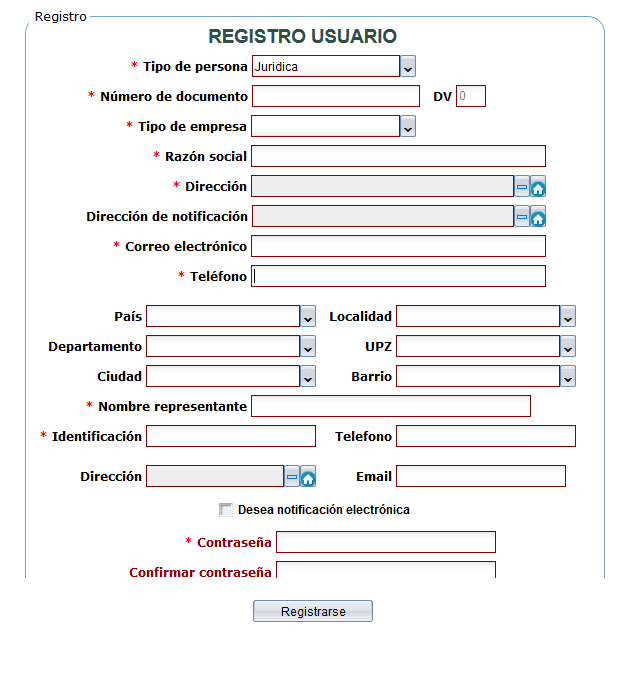 Registro
REGISTRO USUARIO
* Tipo de persona Juridica
* Número de documento DV 0
* Tipo de empresa
* Razón social
* Dirección
Dirección de notificación
* Correo electrónico
* Teléfono
País Localidad
Departamento UPZ
Ciudad Barrio
* Nombre representante
* Identificación Telefono
Dirección Email
Desea notificación electrónica
* Contraseña
Confirmar contraseña
Registrarse